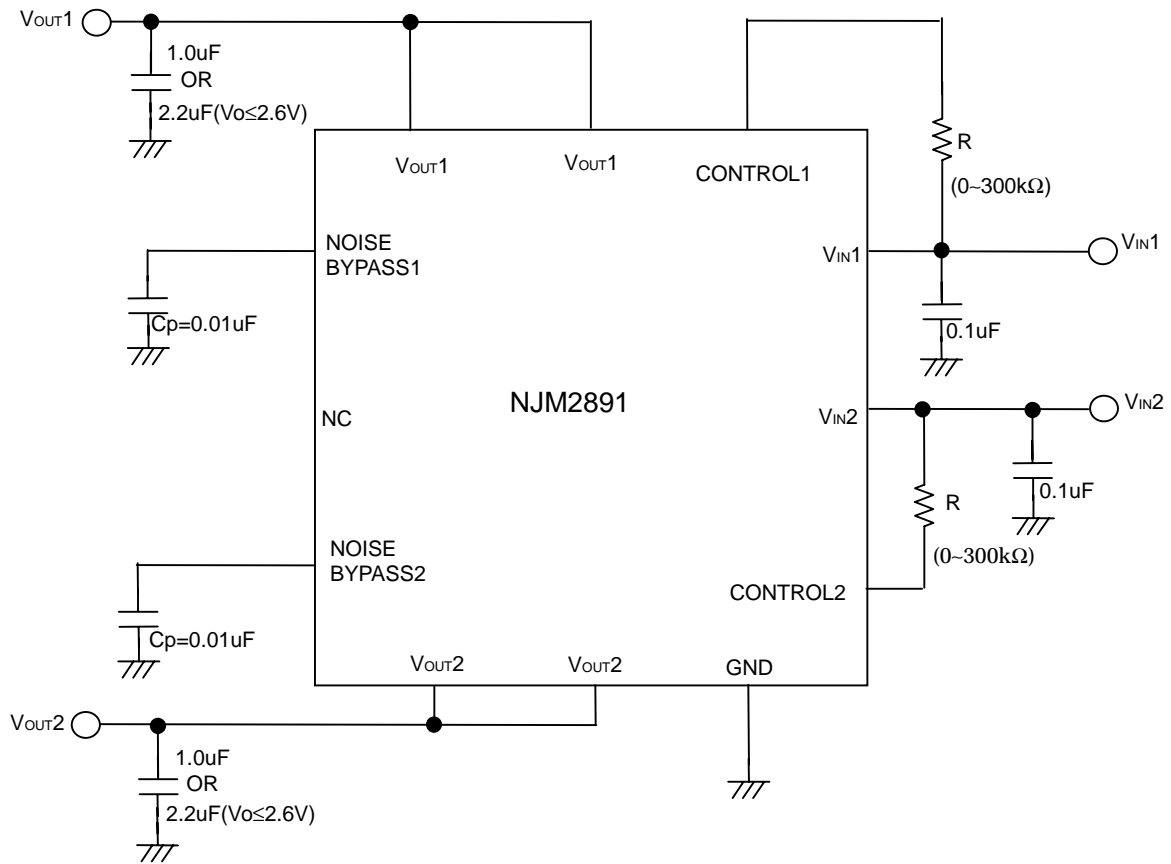 VOUT1
1.0uF
OR
2.2uF(Vo≤2.6V)
VOUT1
VOUT1
CONTROL1
R
(0~300kΩ)
NOISE
BYPASS1
VIN1
VIN1
Cp=0.01uF
0.1uF
NJM2891
NC
VIN2
VIN2
R
0.1uF
(0~300kΩ)
NOISE
BYPASS2
CONTROL2
Cp=0.01uF
VOUT2
VOUT2
GND
VOUT2
1.0uF
OR
2.2uF(Vo≤2.6V)